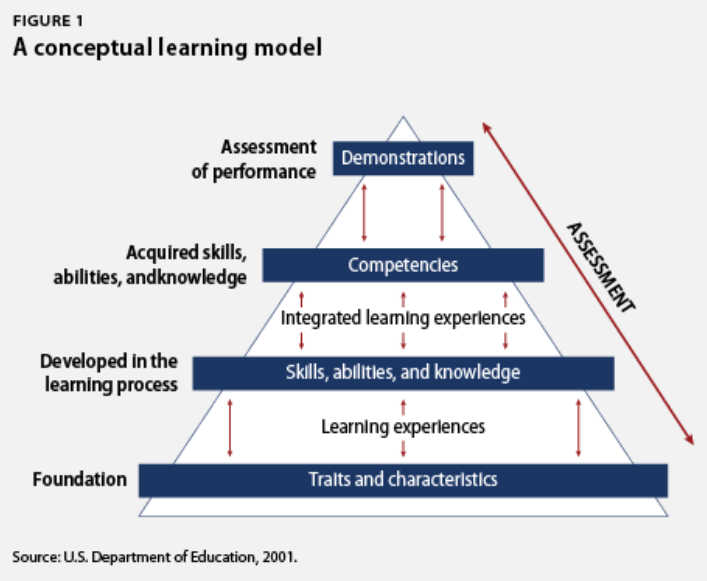 FIGURE 1
A conceptual learning model
Assessment
of performance
Demonstrations
ASSESSMENT
Acquired skills,
abilities, andknowledge
Competencies
Integrated learning experiences
Developed in the
learning process
Skills, abilities, and knowledge
Learning experiences
Foundation
Traits and characteristics
Source: U.S. Department of Education, 2001.